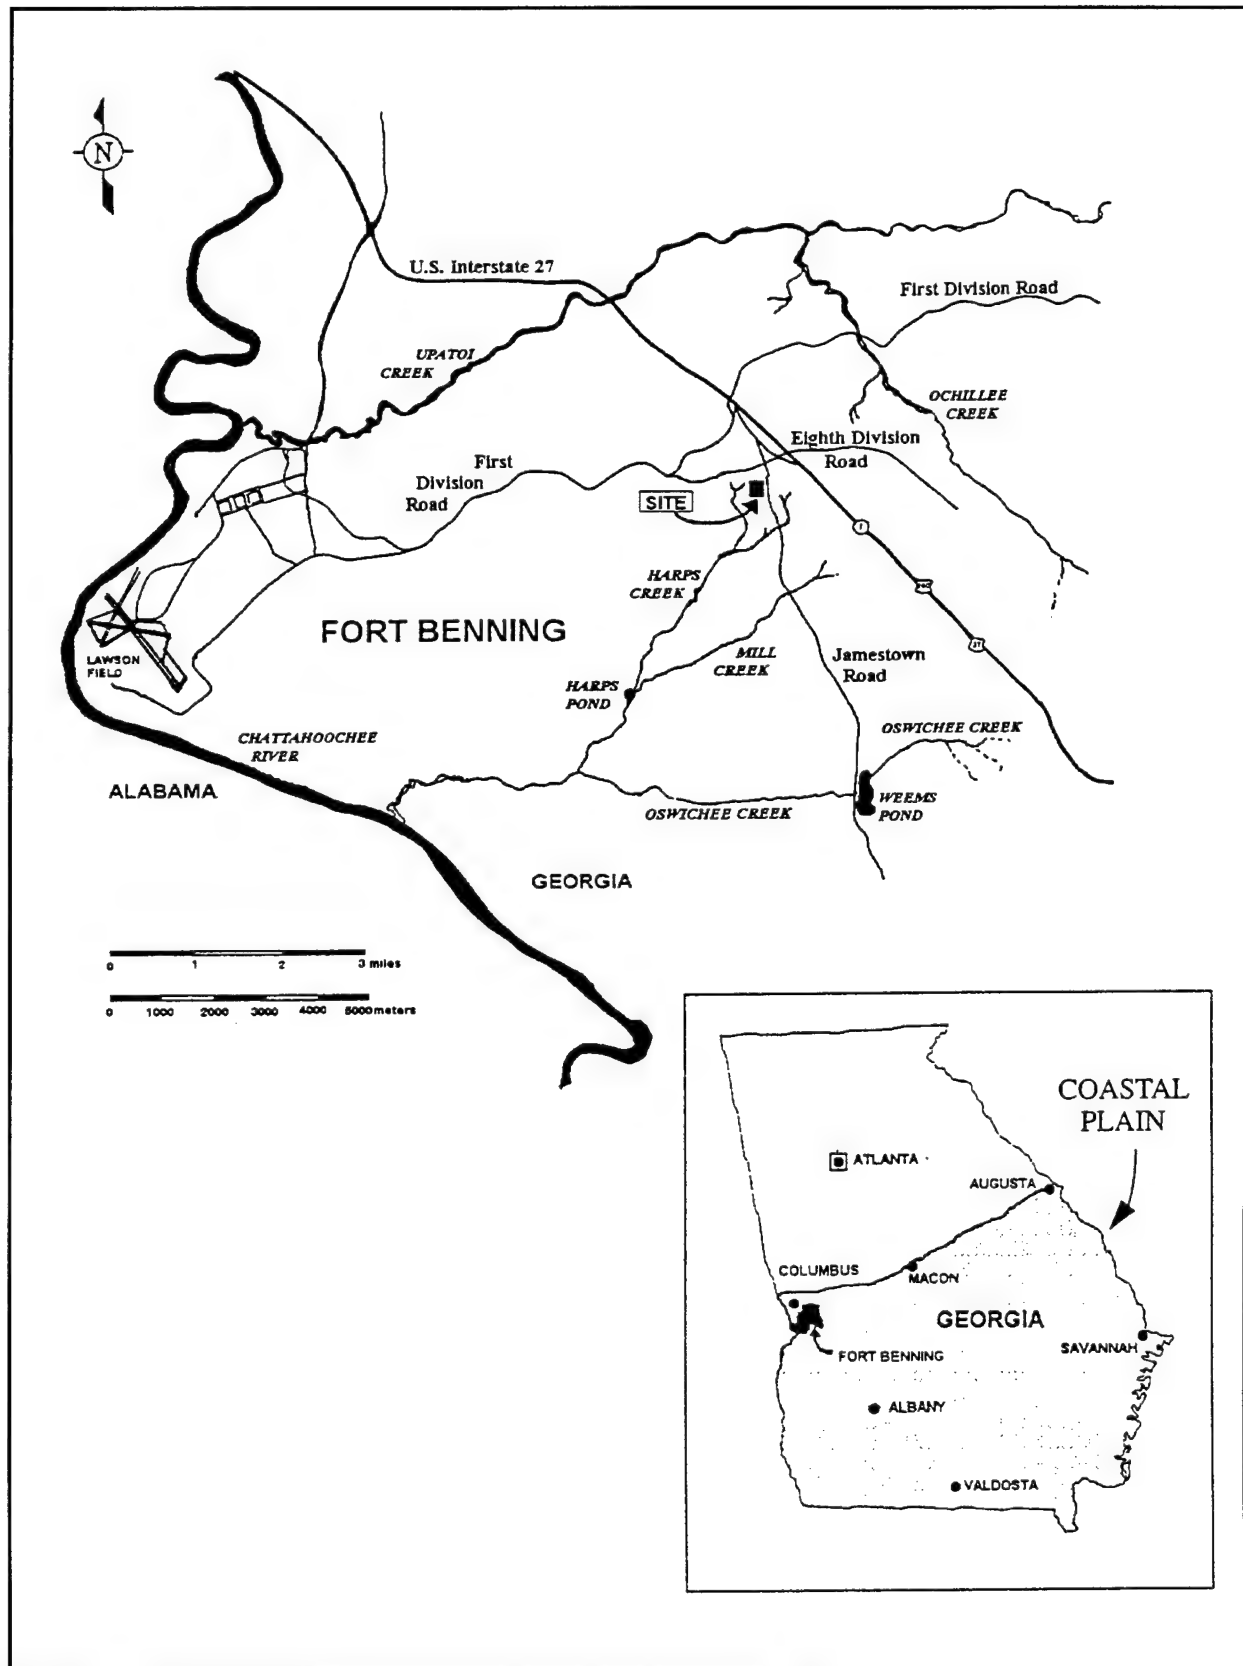 N
U.S. Interstate 27
First Division Road
UPATOI
CREEK
OCHILLEE
CREEK
Eighth Division
Road
First
Division
Road
SITE
1
27
HARPS
CREEK
FORT BENNING
LAWSON
FIELD
MILL
CREEK
Jamestown
Road
HARPS
POND
OSWICHEE CREEK
CHATTAHOOCHEE
RIVER
ALABAMA
WEEMS
POND
OSWICHEE CREEK
GEORGIA
0 1 2 3 miles
0 1000 2000 3000 4000 5000 meters
COASTAL
PLAIN
ATLANTA
AUGUSTA
COLUMBUS
MACON
GEORGIA
SAVANNAH
FORT BENNING
ALBANY
VALDOSTA